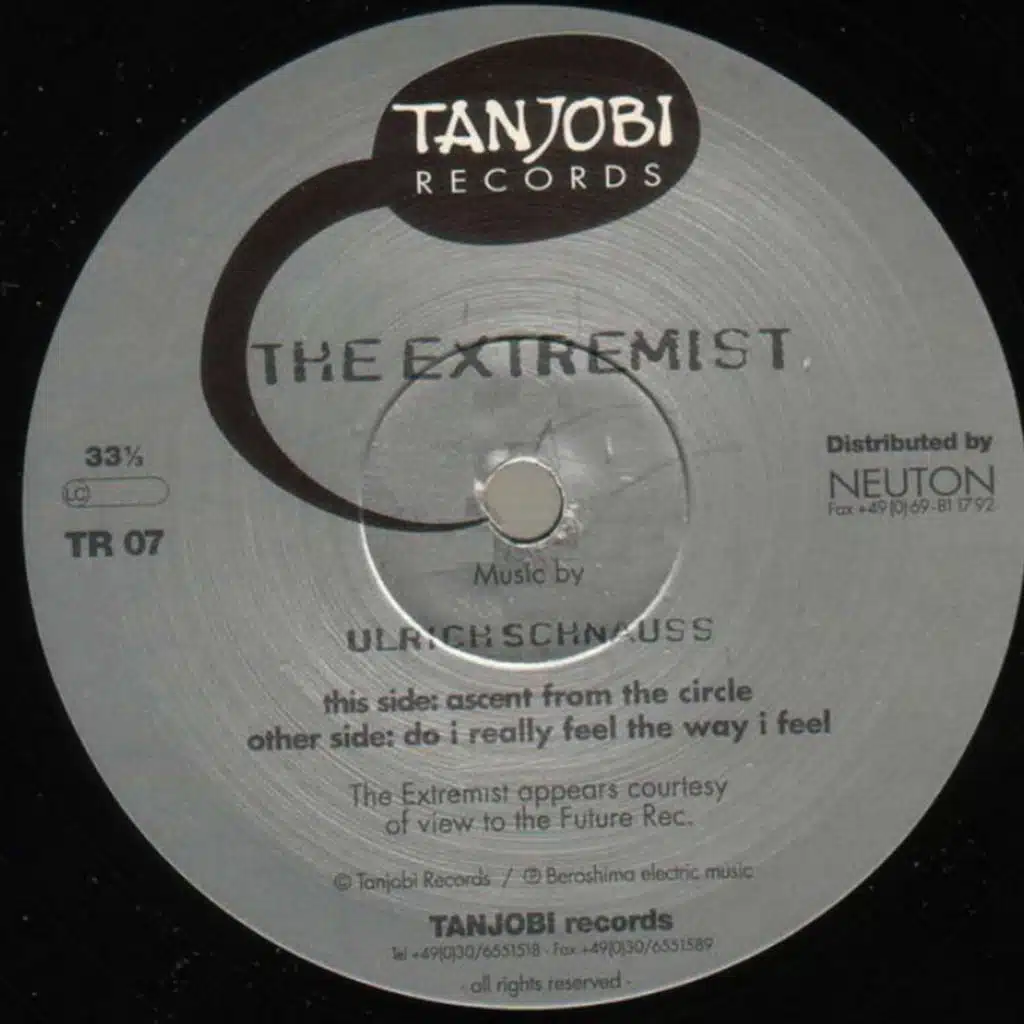 TANJOBI
RECORDS
THE EXTREMIST
33⅓
LC
TR 07
Distributed by
NEUTON
Fax +49(0)69-81 17 92
Music by
ULRICH SCHNAUSS
this side: ascent from the circle
other side: do i really feel the way i feel
The Extremist appears courtesy
of view to the Future Rec.
© Tanjobi Records / ℗ Beroshima electric music
TANJOBI records
Tel +49(0)30/6551518 - Fax +49(0)30/6551589
- all rights reserved -